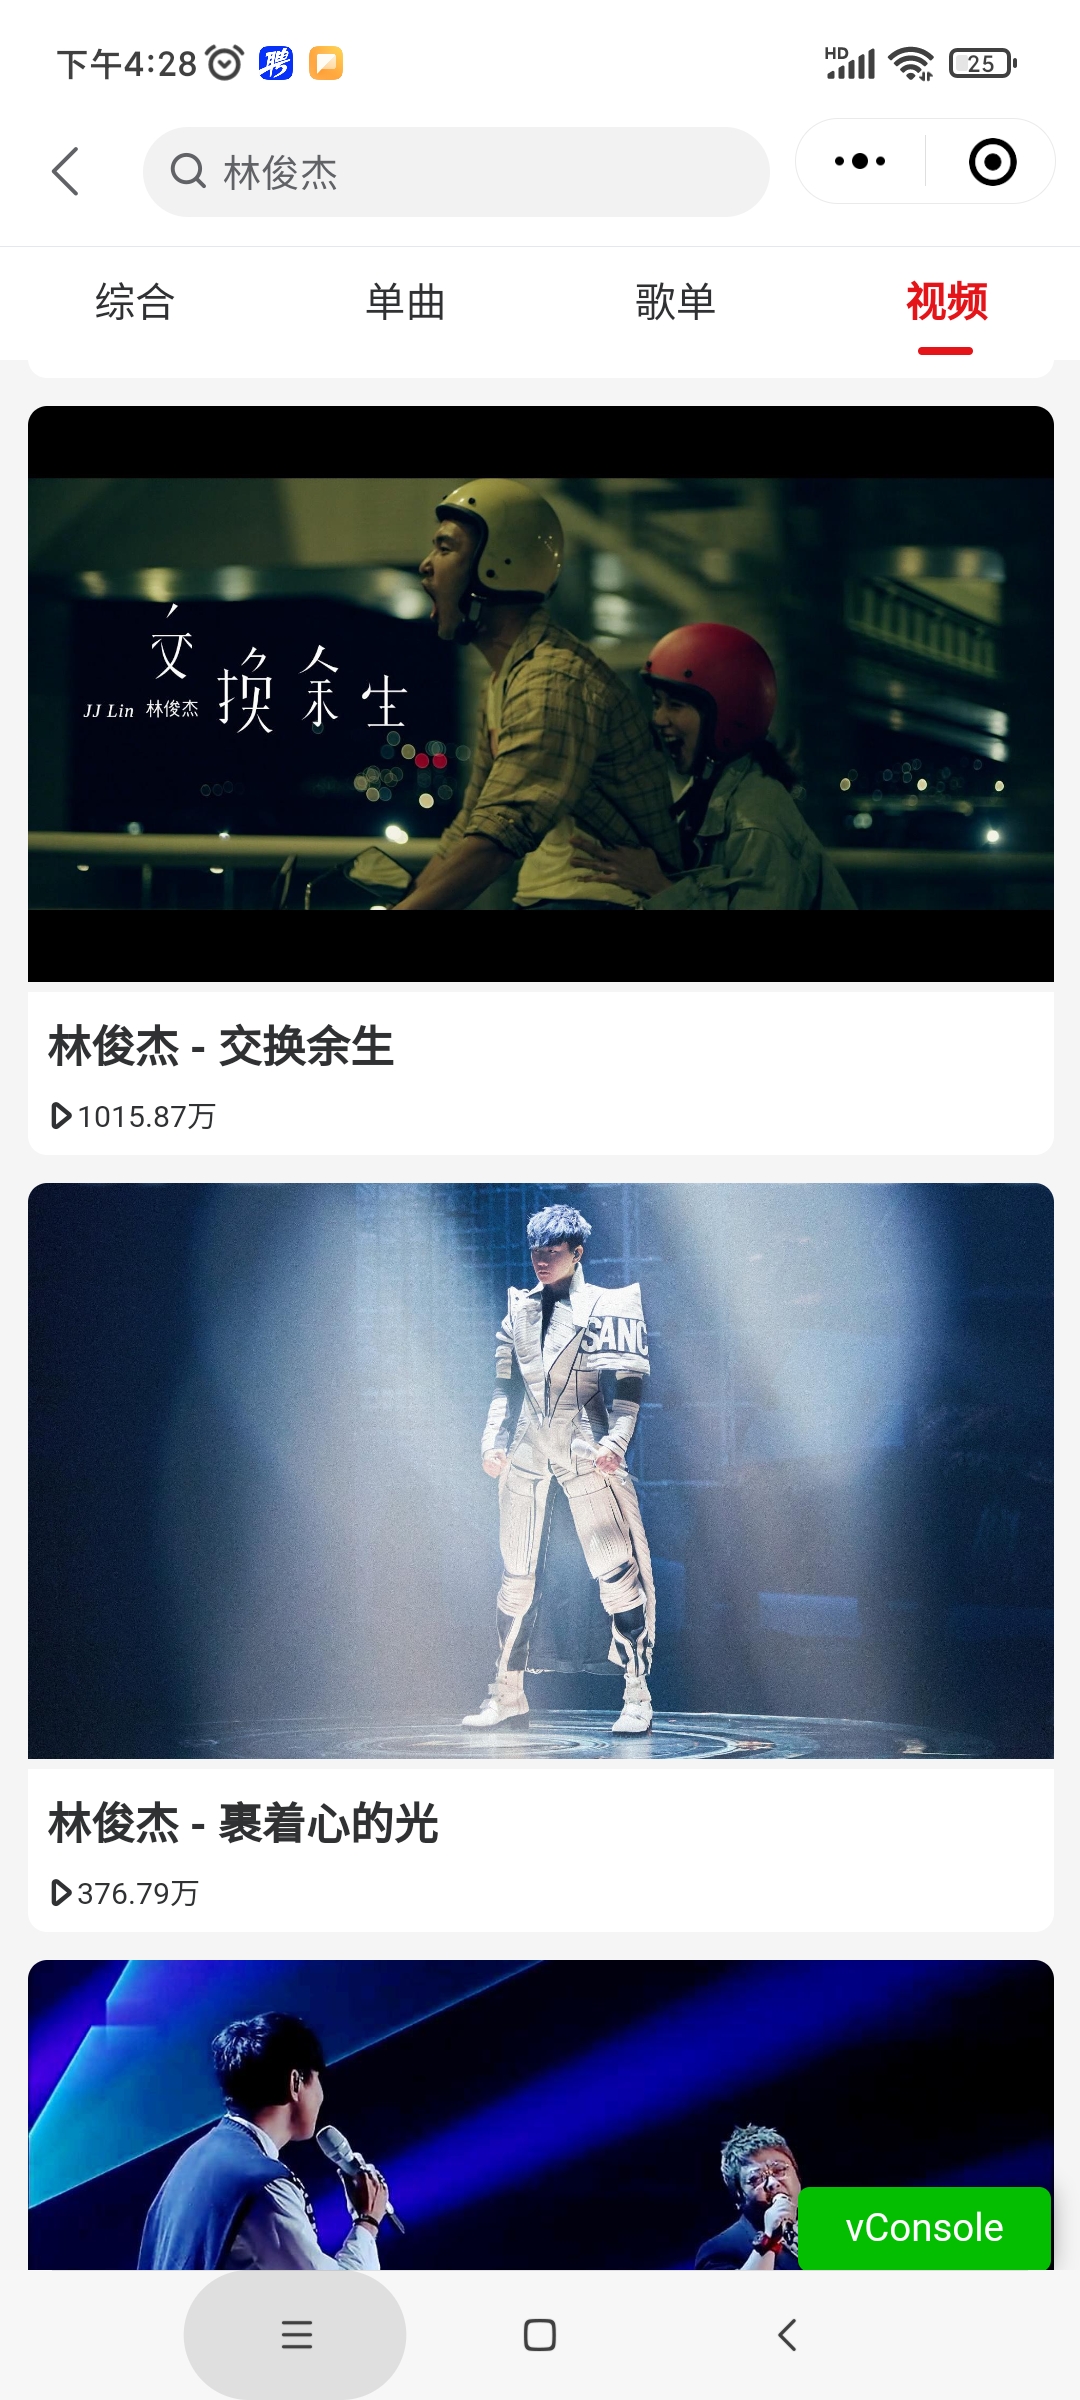 下午4:28 聘 HD 25
林俊杰
综合 单曲 歌单 视频
交换余生
JJ Lin 林俊杰
林俊杰 - 交换余生
1015.87万
SANC
林俊杰 - 裹着心的光
376.79万
vConsole